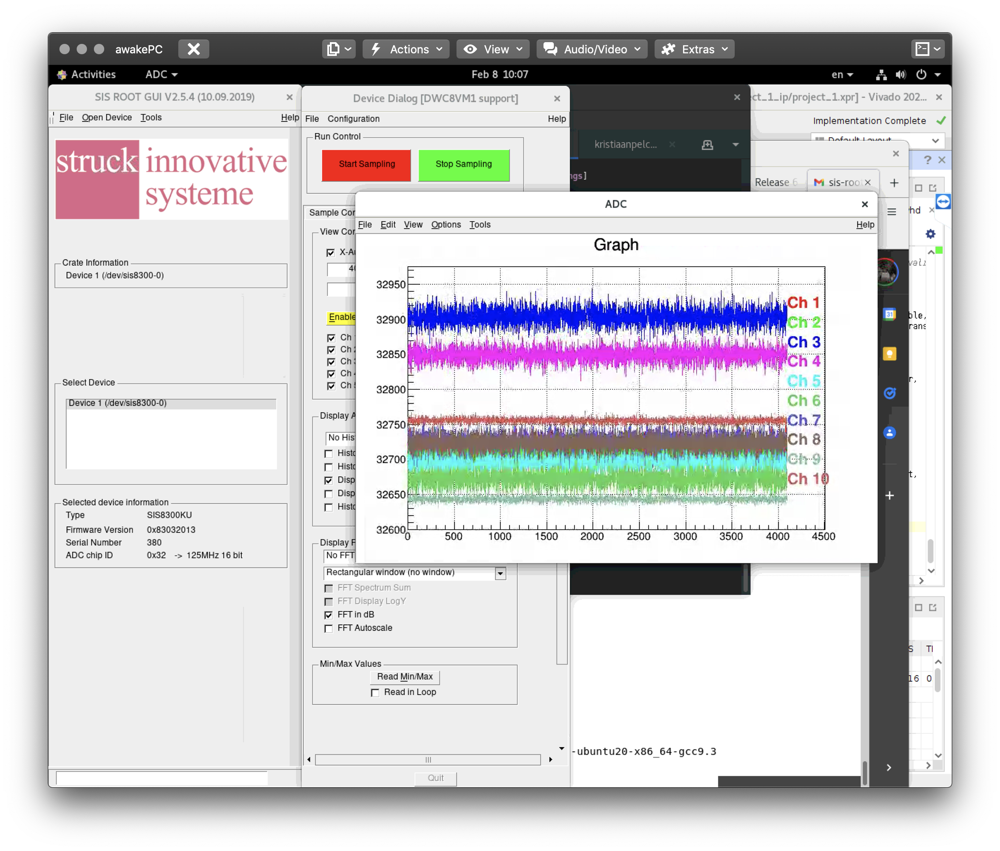 awakePC
Actions
View
Audio/Video
Extras
Activities
ADC
Feb 8 10:07
en
SIS ROOT GUI V2.5.4 (10.09.2019)
File Open Device Tools Help
struck innovative
systeme
Crate Information
Device 1 (/dev/sis8300-0)
Select Device
Device 1 (/dev/sis8300-0)
Selected device information
Type SIS8300KU
Firmware Version 0x83032013
Serial Number 380
ADC chip ID 0x32 -> 125MHz 16 bit
Device Dialog [DWC8VM1 support]
File Configuration Help
Run Control
Start Sampling Stop Sampling
Sample Cor
View Cor
X-Au
40
Enable
Ch
Ch 2
Ch 3
Ch 4
Ch 5
Display A
No Hist
Histo
Histo
Disp
Disp
Histo
Display F
No FFT
Rectangular window (no window)
FFT Spectrum Sum
FFT Display LogY
FFT in dB
FFT Autoscale
Min/Max Values
Read Min/Max
Read in Loop
Quit
ADC
File Edit View Options Tools Help
Graph
32950
32900
32850
32800
32750
32700
32650
32600
0 500 1000 1500 2000 2500 3000 3500 4000 4500
Ch 1
Ch 2
Ch 3
Ch 4
Ch 5
Ch 6
Ch 7
Ch 8
Ch 9
Ch 10
kristiaanpelc...
ngs]
-ubuntu20-x86_64-gcc9.3
ct_1_ip/project_1.xpr] - Vivado 202...
Implementation Complete
Default Layout
Release 6
sis-root
hd
vali
31
ble,
rans
r,
t,
S TI
16 0